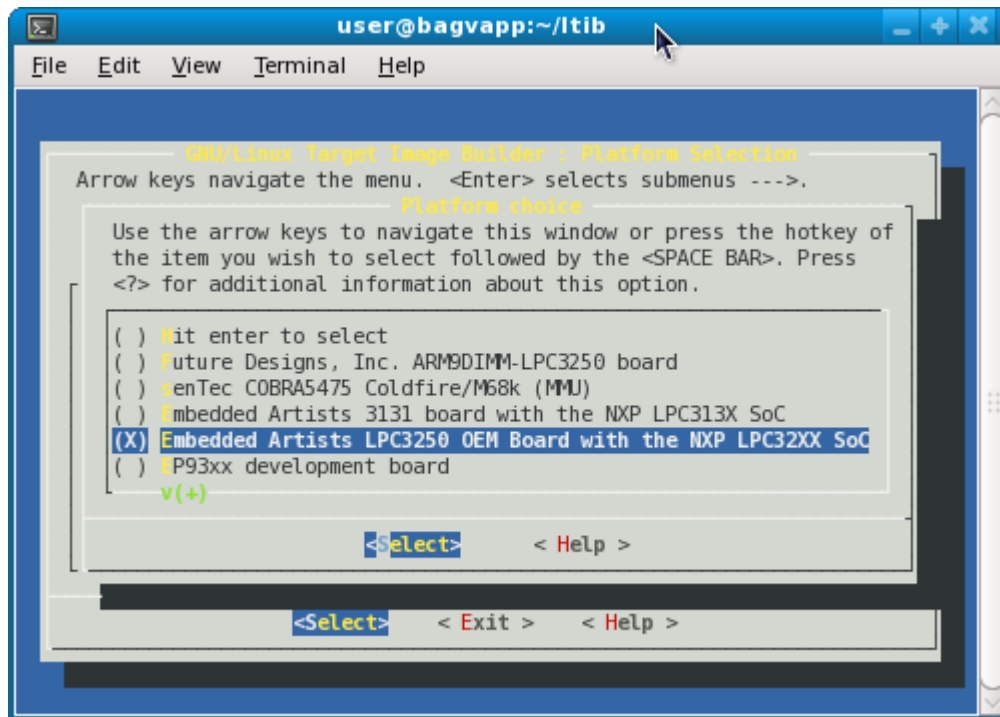 user@bagvapp:~/ltib
File Edit View Terminal Help
GNU/Linux Target Image Builder : Platform Selection
Arrow keys navigate the menu. <Enter> selects submenus --->.
Platform choice
Use the arrow keys to navigate this window or press the hotkey of
the item you wish to select followed by the <SPACE BAR>. Press
<?> for additional information about this option.
( ) Hit enter to select
( ) Future Designs, Inc. ARM9DIMM-LPC3250 board
( ) senTec COBRA5475 Coldfire/M68k (MMU)
( ) Embedded Artists 3131 board with the NXP LPC313X SoC
(X) Embedded Artists LPC3250 OEM Board with the NXP LPC32XX SoC
( ) EP93xx development board
v(+)
<Select> < Help >
<Select> < Exit > < Help >